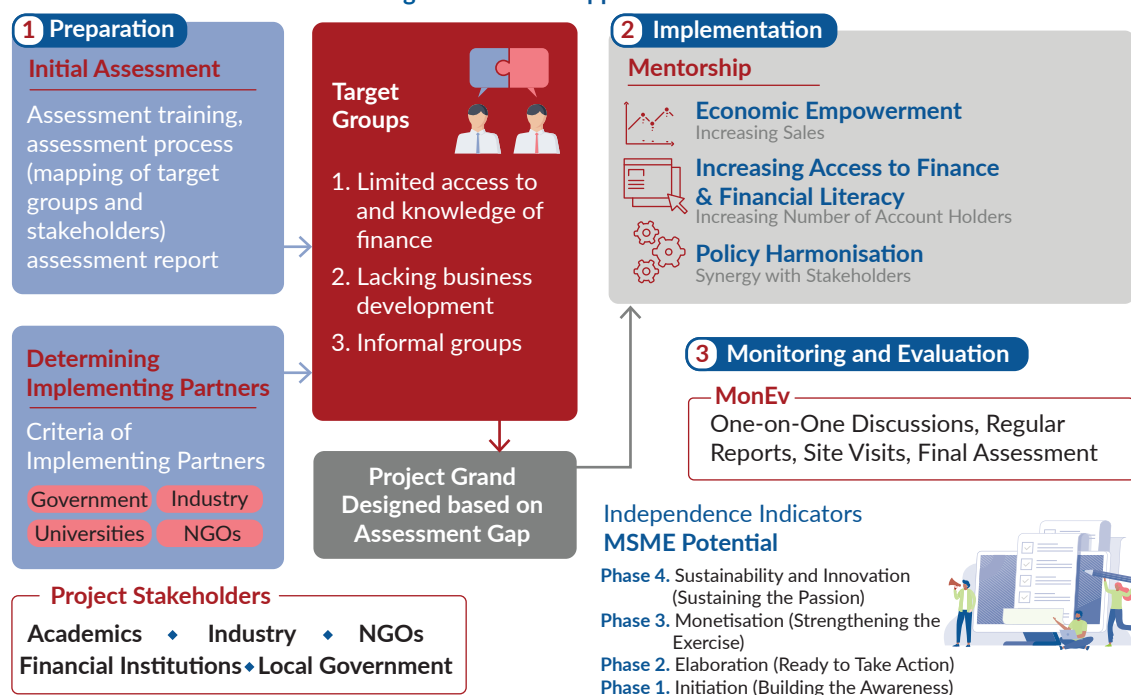 1 Preparation
Initial Assessment
Assessment training,
assessment process
(mapping of target
groups and
stakeholders)
assessment report
Determining
Implementing Partners
Criteria of
Implementing Partners
Government Industry
Universities NGOs
Project Stakeholders
Academics ◆ Industry ◆ NGOs
Financial Institutions ◆ Local Government
Target
Groups
1. Limited access to
and knowledge of
finance
2. Lacking business
development
3. Informal groups
Project Grand
Designed based on
Assessment Gap
2 Implementation
Mentorship
Economic Empowerment
Increasing Sales
Increasing Access to Finance
& Financial Literacy
Increasing Number of Account Holders
Policy Harmonisation
Synergy with Stakeholders
3 Monitoring and Evaluation
MonEv
One-on-One Discussions, Regular
Reports, Site Visits, Final Assessment
Independence Indicators
MSME Potential
Phase 4. Sustainability and Innovation
(Sustaining the Passion)
Phase 3. Monetisation (Strengthening the
Exercise)
Phase 2. Elaboration (Ready to Take Action)
Phase 1. Initiation (Building the Awareness)